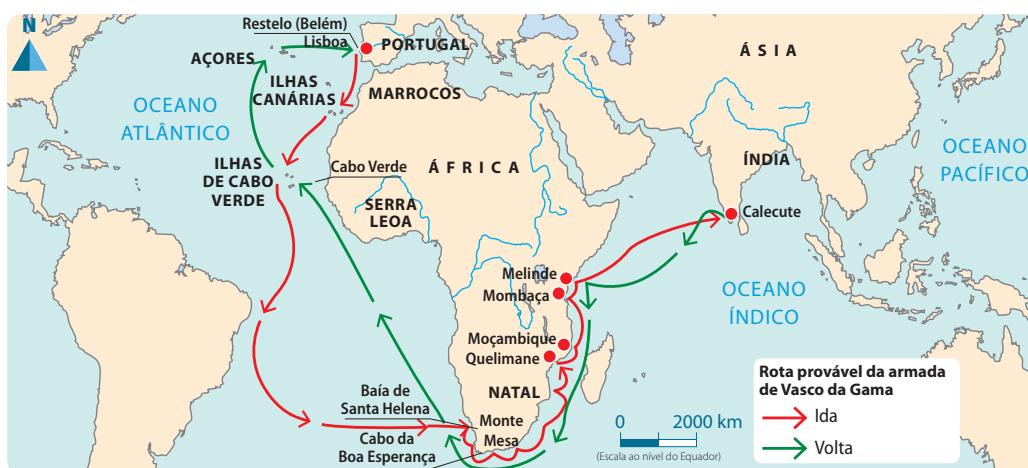 N
Restelo (Belém)
Lisboa
PORTUGAL
AÇORES
ILHAS
CANÁRIAS
MARROCOS
OCEANO
ATLÂNTICO
ILHAS
DE CABO
VERDE
Cabo Verde
ÁFRICA
SERRA
LEOA
ÁSIA
ÍNDIA
OCEANO
PACÍFICO
Calecute
Melinde
Mombaça
OCEANO
ÍNDICO
Moçambique
Quelimane
NATAL
Baía de
Santa Helena
Monte
Mesa
Cabo da
Boa Esperança
0 2000 km
(Escala ao nível do Equador)
Rota provável da armada
de Vasco da Gama
Ida
Volta